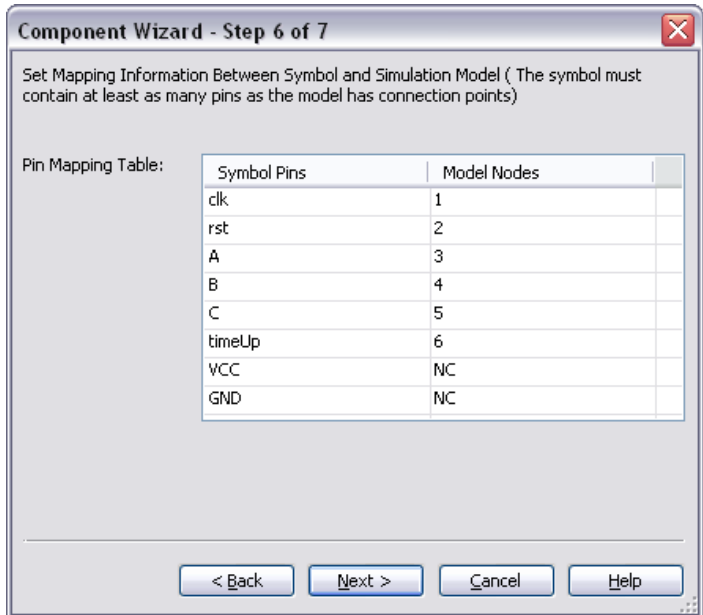 Component Wizard - Step 6 of 7
Set Mapping Information Between Symbol and Simulation Model ( The symbol must
contain at least as many pins as the model has connection points)
Pin Mapping Table:
Symbol Pins Model Nodes
clk 1
rst 2
A 3
B 4
C 5
timeUp 6
VCC NC
GND NC
< Back Next > Cancel Help